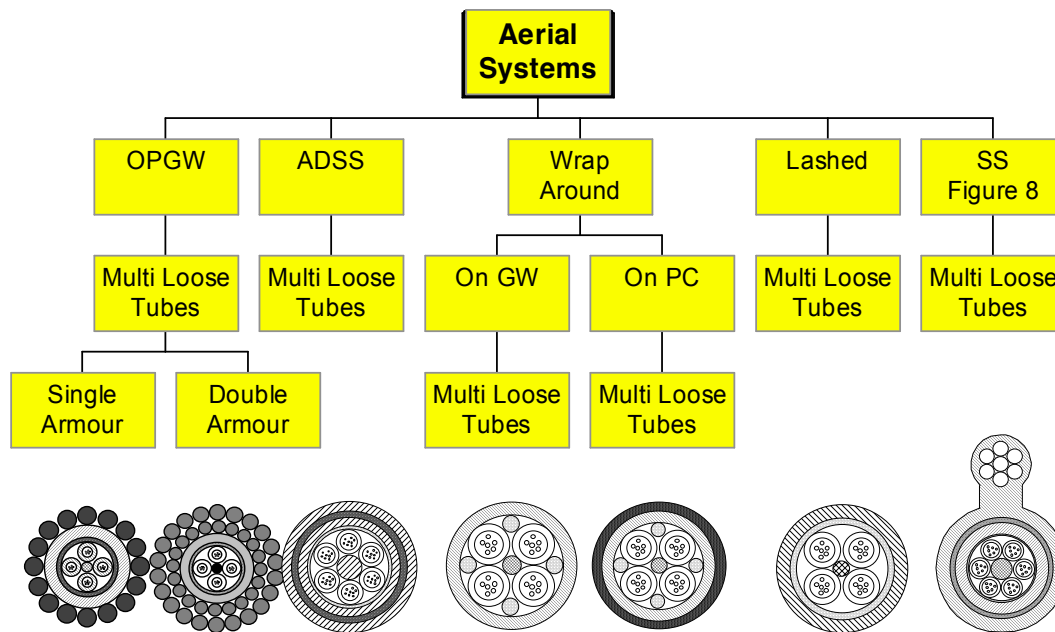 Aerial
Systems
OPGW
ADSS
Wrap
Around
Lashed
SS
Figure 8
Multi Loose
Tubes
Multi Loose
Tubes
On GW
On PC
Multi Loose
Tubes
Multi Loose
Tubes
Single
Armour
Double
Armour
Multi Loose
Tubes
Multi Loose
Tubes